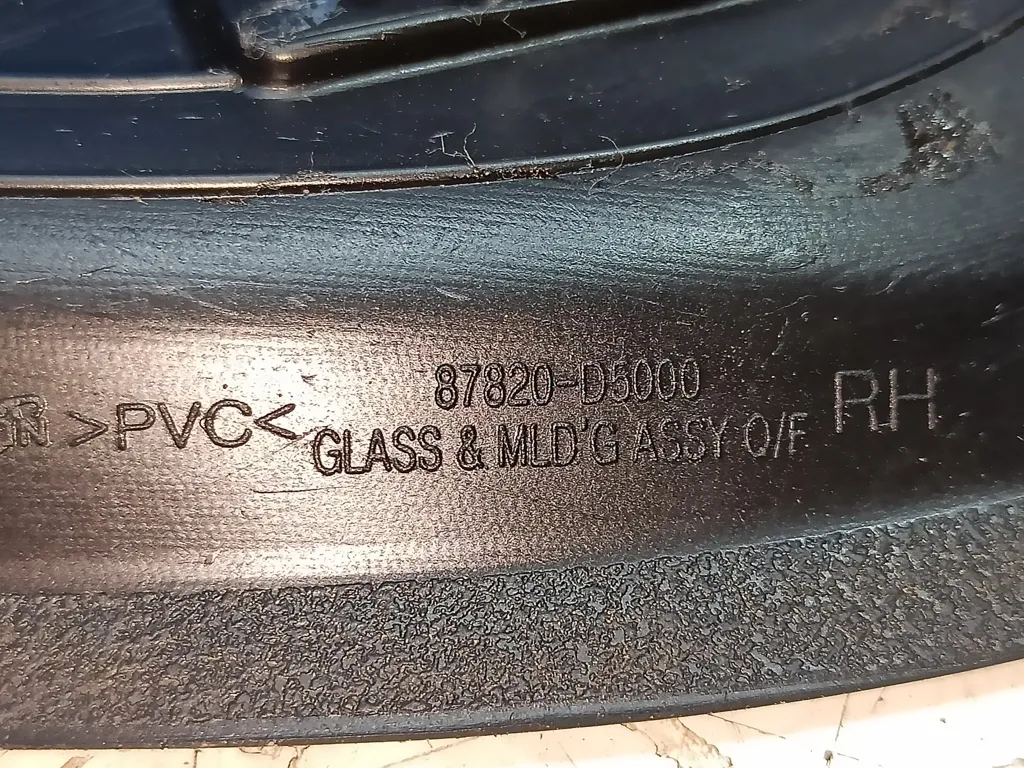 >PVC<
87820-D5000
GLASS & MLD'G ASSY Q/F
RH